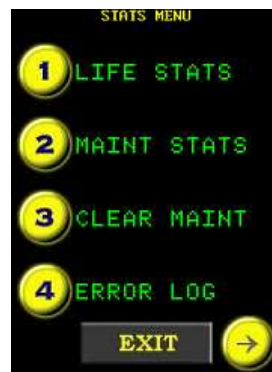 STATS MENU
1 LIFE STATS
2 MAINT STATS
3 CLEAR MAINT
4 ERROR LOG
EXIT